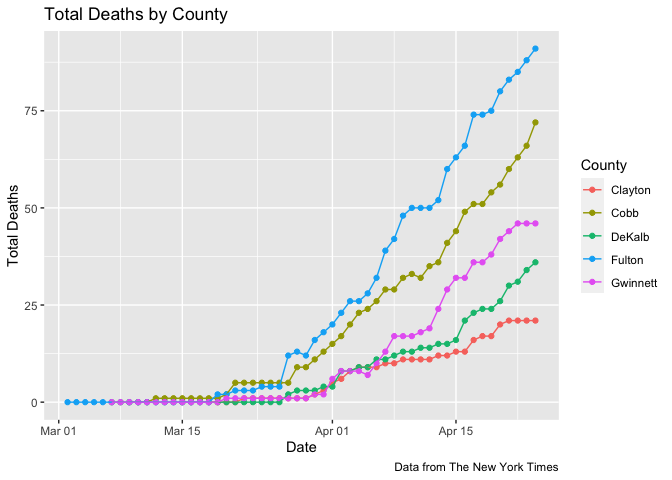 Total Deaths by County
Total Deaths
75
50
25
0
Mar 01
Mar 15
Apr 01
Apr 15
Date
County
Clayton
Cobb
DeKalb
Fulton
Gwinnett
Data from The New York Times